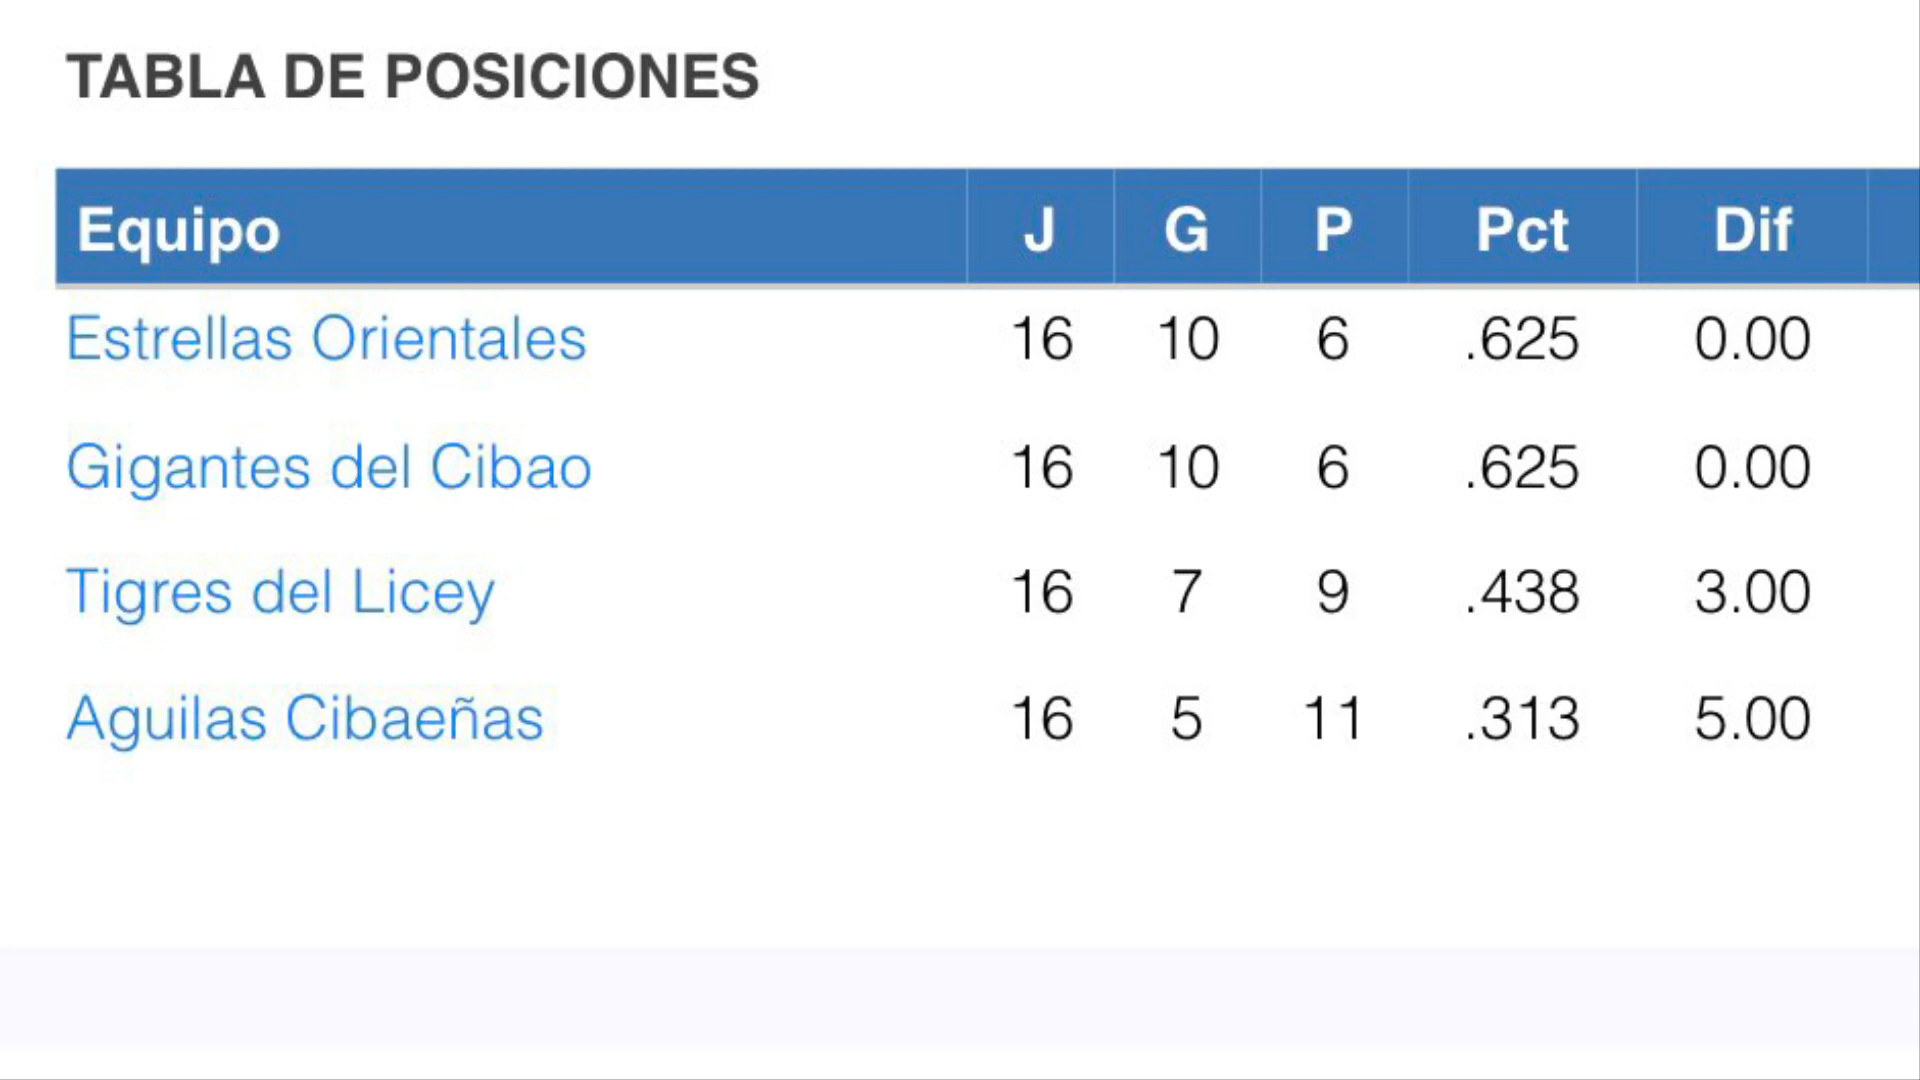 TABLA DE POSICIONES
Equipo J G P Pct Dif
Estrellas Orientales 16 10 6 .625 0.00
Gigantes del Cibao 16 10 6 .625 0.00
Tigres del Licey 16 7 9 .438 3.00
Aguilas Cibaeñas 16 5 11 .313 5.00